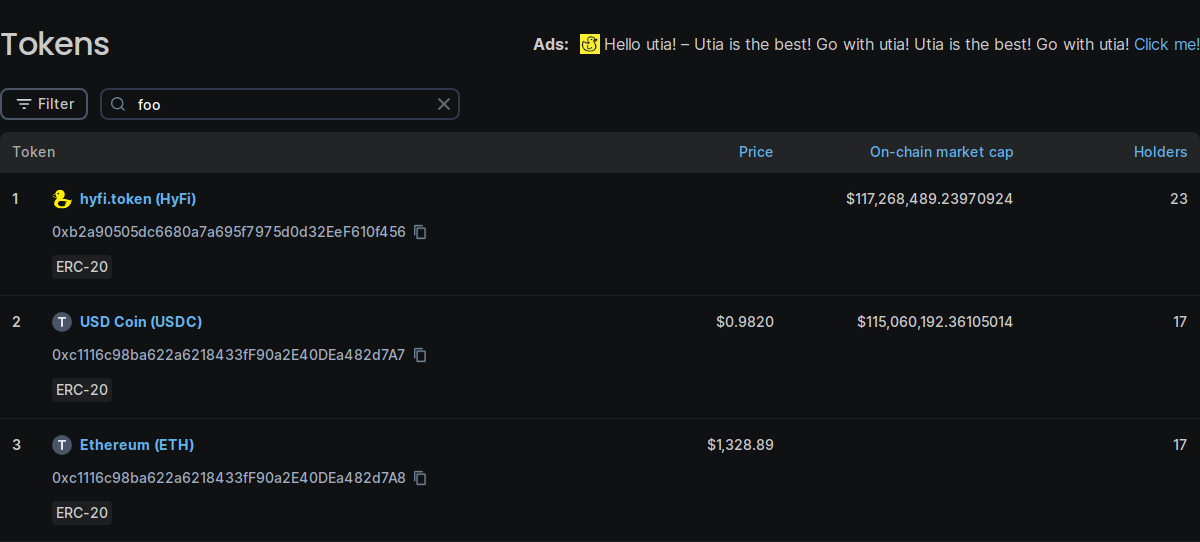 Tokens
Ads: Hello utia! – Utia is the best! Go with utia! Utia is the best! Go with utia! Click me!
Filter foo
Token Price On-chain market cap Holders
1 hyfi.token (HyFi) $117,268,489.23970924 23
0xb2a90505dc6680a7a695f7975d0d32EeF610f456
ERC-20
2 USD Coin (USDC) $0.9820 $115,060,192.36105014 17
0xc1116c98ba622a6218433fF90a2E40DEa482d7A7
ERC-20
3 Ethereum (ETH) $1,328.89 17
0xc1116c98ba622a6218433fF90a2E40DEa482d7A8
ERC-20